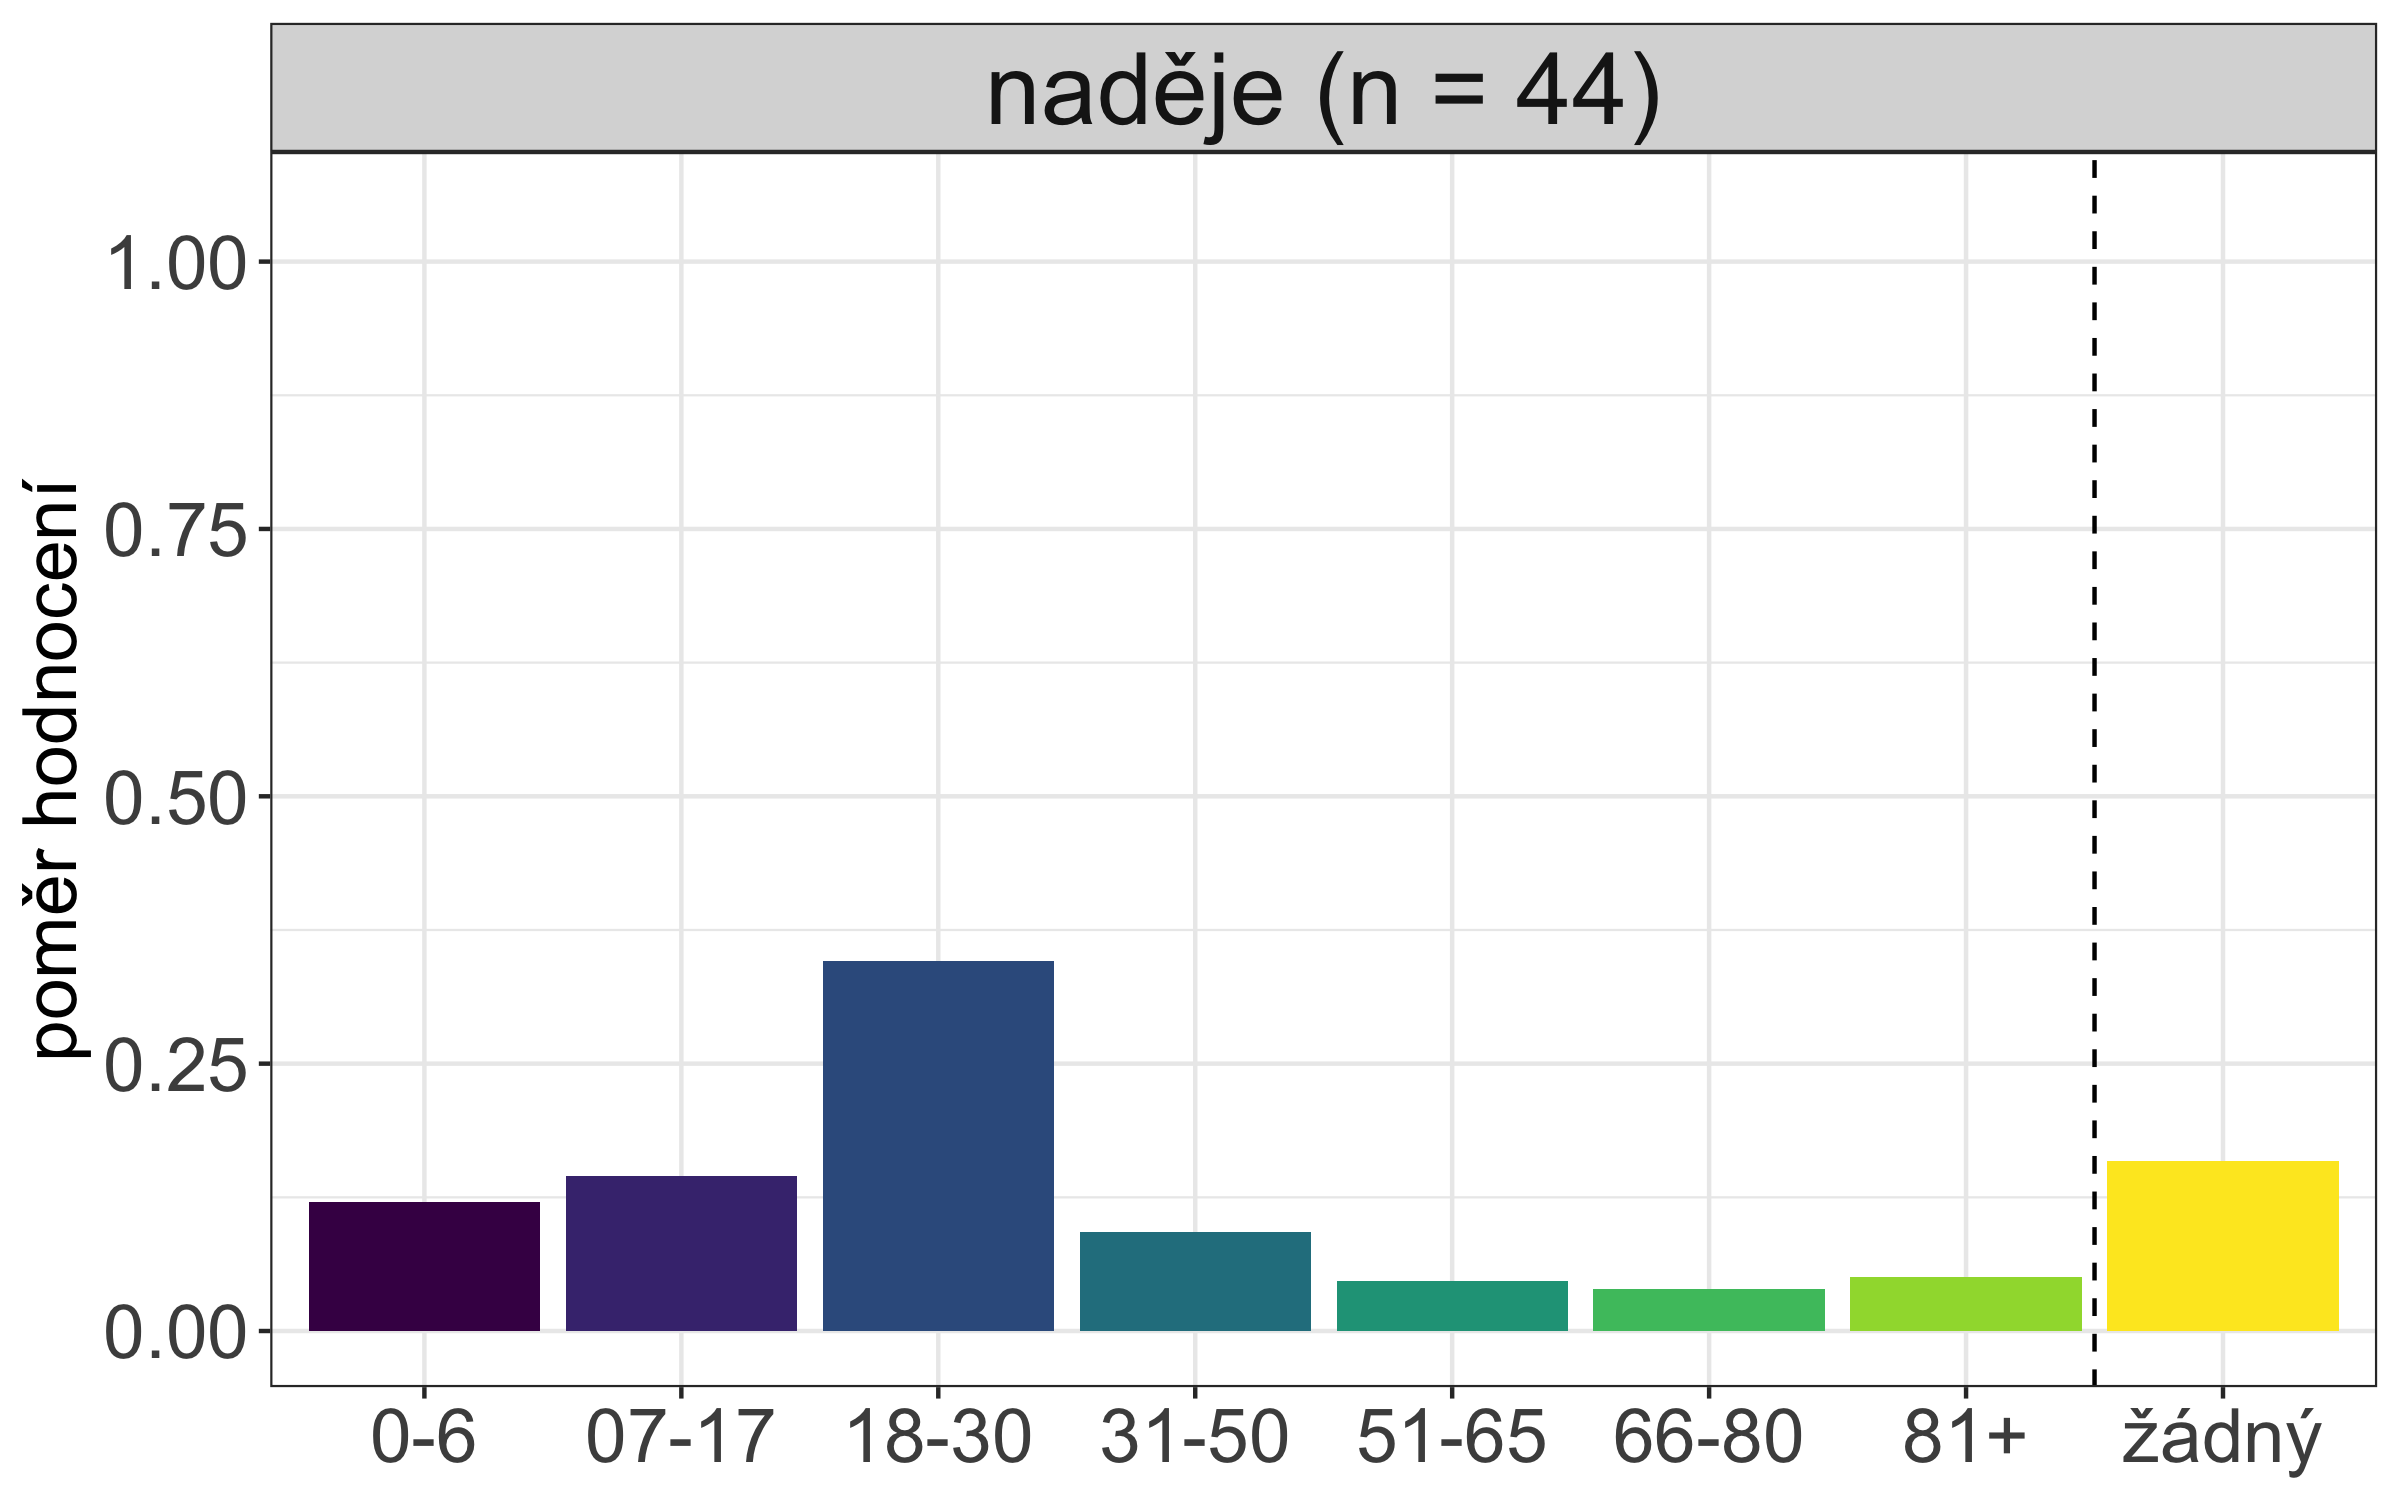 naděje (n = 44)
poměr hodnocení
1.00
0.75
0.50
0.25
0.00
0-6 07-17 18-30 31-50 51-65 66-80 81+ žádný